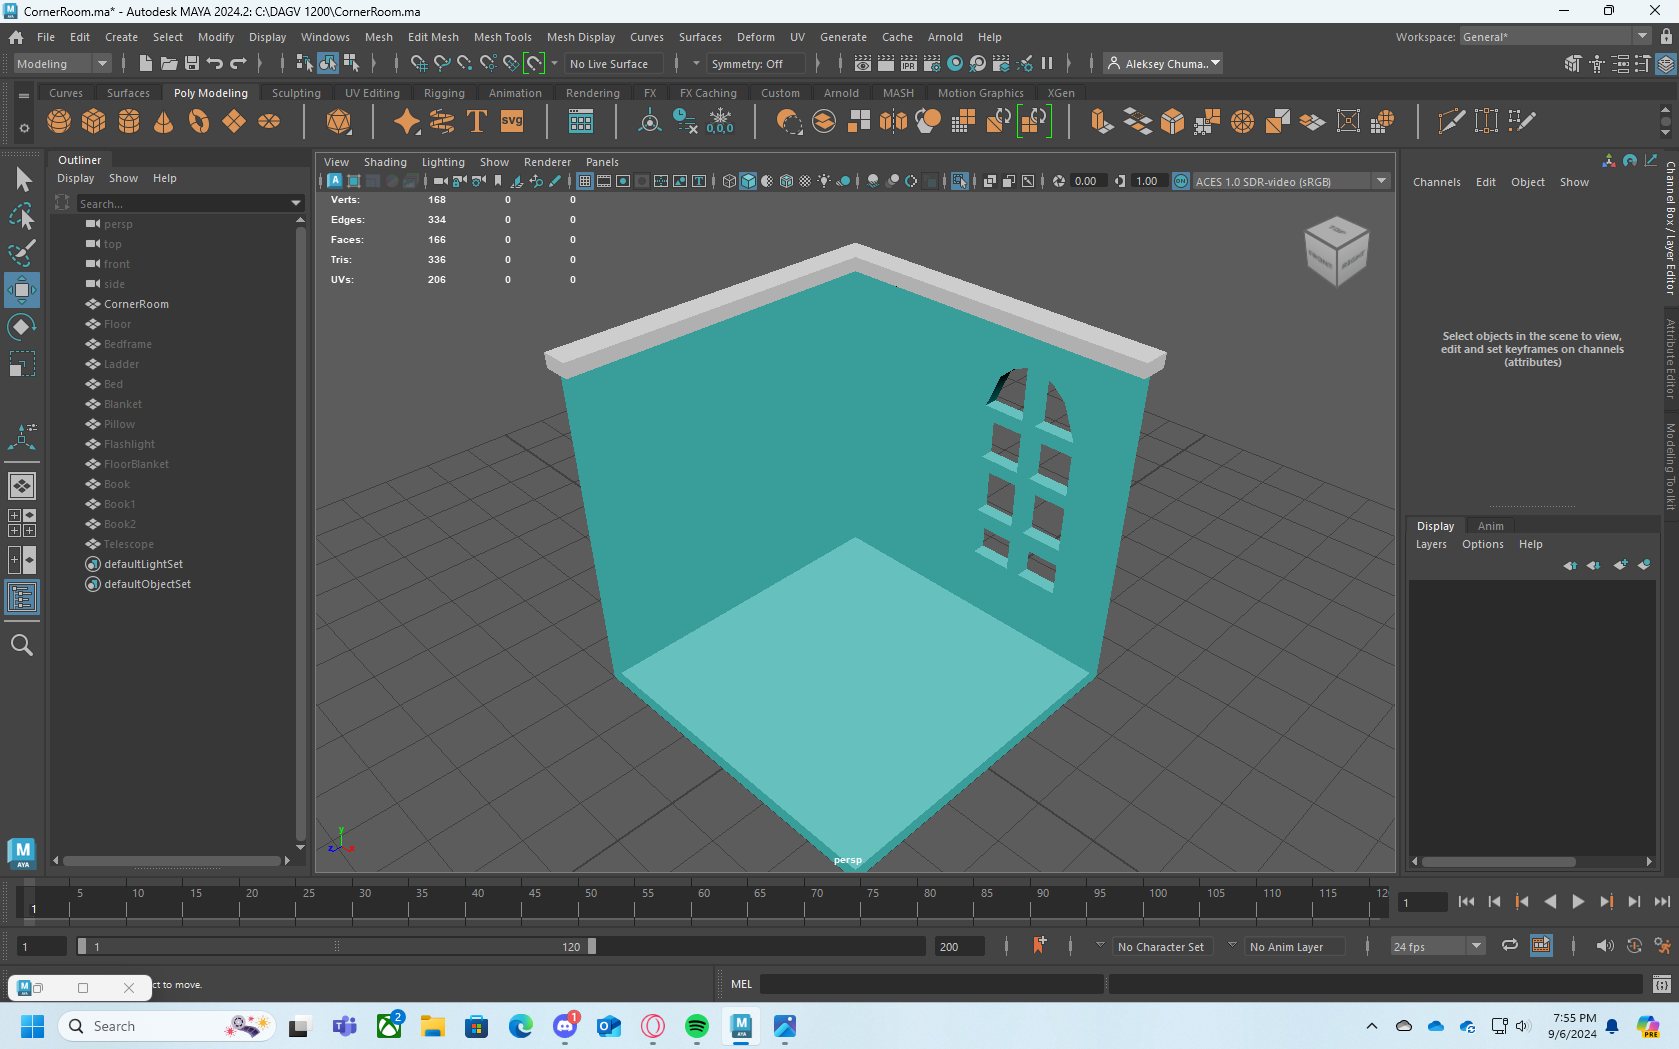 CornerRoom.ma* - Autodesk MAYA 2024.2: C:\DAGV 1200\CornerRoom.ma
File Edit Create Select Modify Display Windows Mesh Edit Mesh Mesh Tools Mesh Display Curves Surfaces Deform UV Generate Cache Arnold Help Workspace: General*
Modeling No Live Surface Symmetry: Off Aleksey Chuma..
Curves Surfaces Poly Modeling Sculpting UV Editing Rigging Animation Rendering FX FX Caching Custom Arnold MASH Motion Graphics XGen
Outliner
Display Show Help
Search...
persp
top
front
side
CornerRoom
Floor
Bedframe
Ladder
Bed
Blanket
Pillow
Flashlight
FloorBlanket
Book
Book1
Book2
Telescope
defaultLightSet
defaultObjectSet
View Shading Lighting Show Renderer Panels
0.00 1.00 ACES 1.0 SDR-video (sRGB)
Verts: 168 0 0
Edges: 334 0 0
Faces: 166 0 0
Tris: 336 0 0
UVs: 206 0 0
TOP
FRONT RIGHT
persp
Channels Edit Object Show
Select objects in the scene to view,
edit and set keyframes on channels
(attributes)
Channel Box / Layer Editor
Attribute Editor
Modeling Toolkit
Display Anim
Layers Options Help
5 10 15 20 25 30 35 40 45 50 55 60 65 70 75 80 85 90 95 100 105 110 115 12
1 1
1 1 120 200 No Character Set No Anim Layer 24 fps
ct to move. MEL
Search 2 1 7:55 PM
9/6/2024